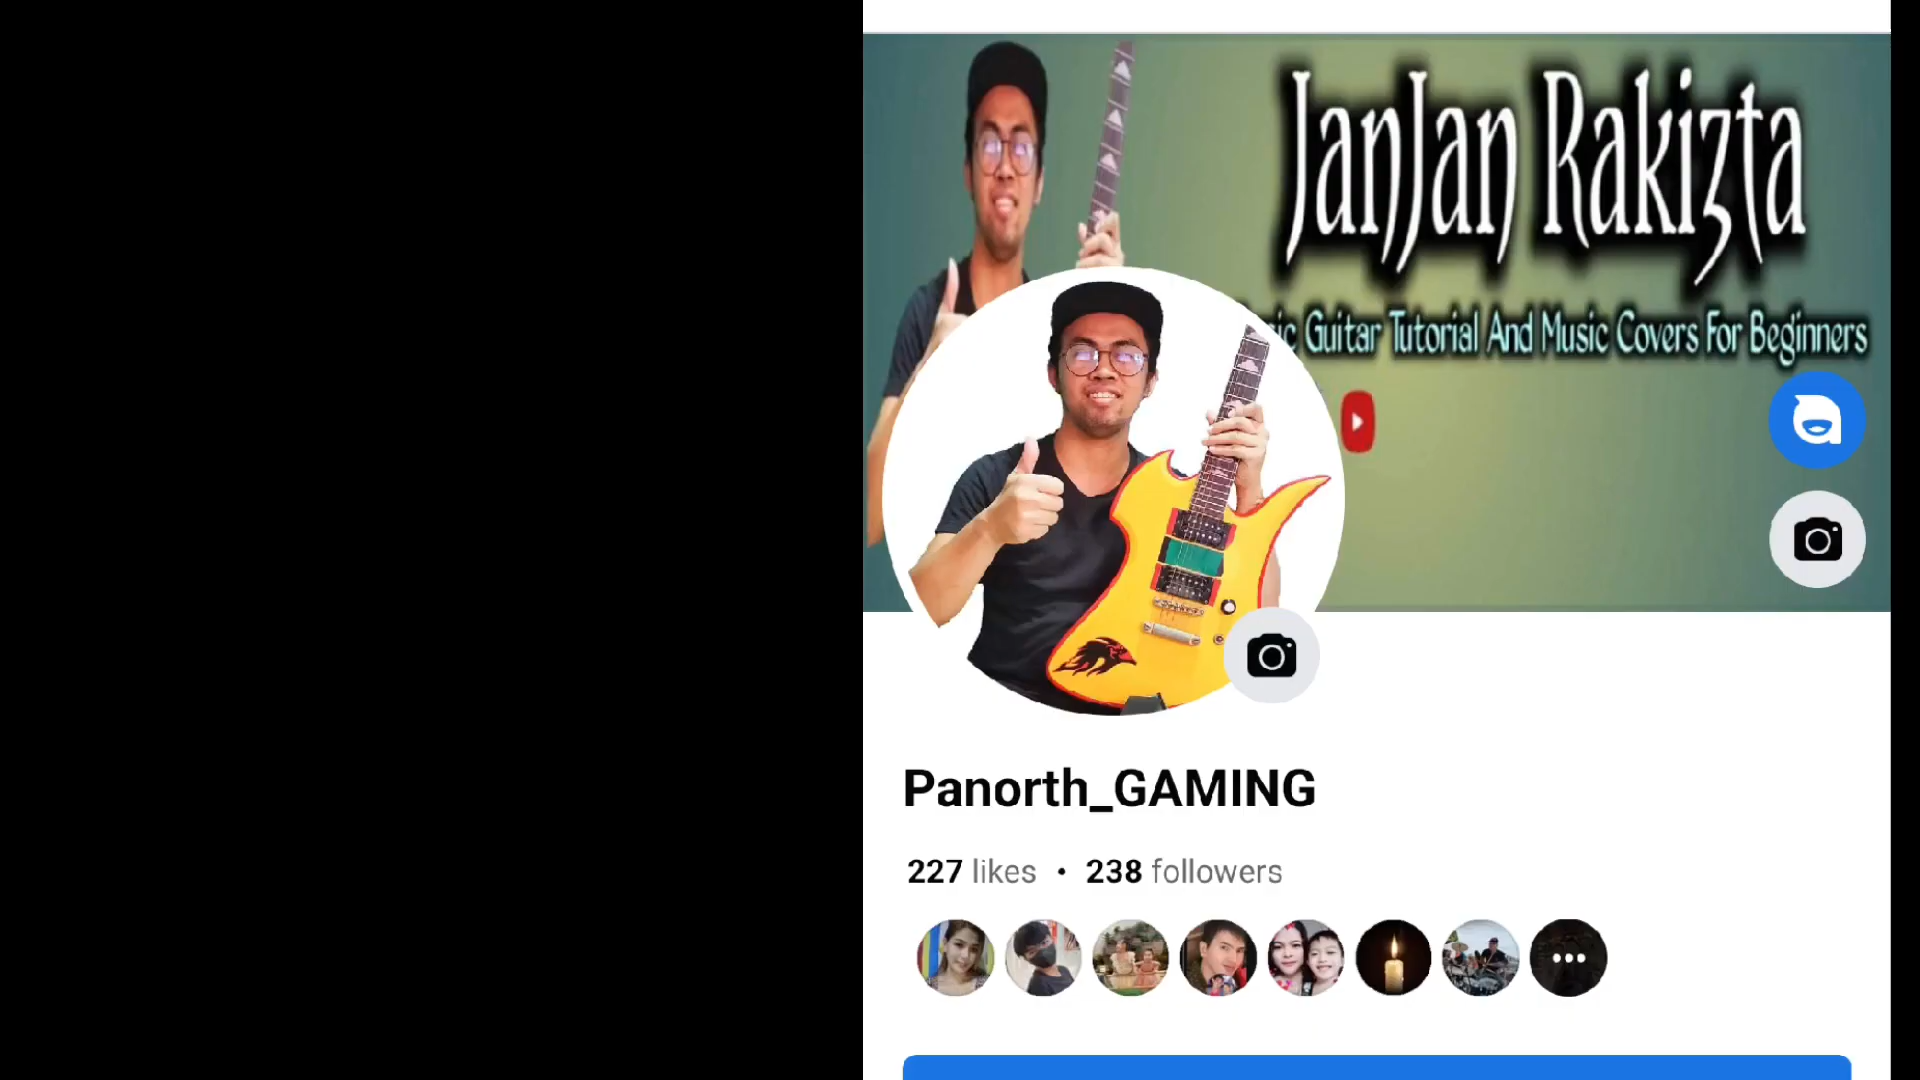 JanJan Rakizta
Guitar Tutorial And Music Covers For Beginners
Panorth_GAMING
227 likes • 238 followers